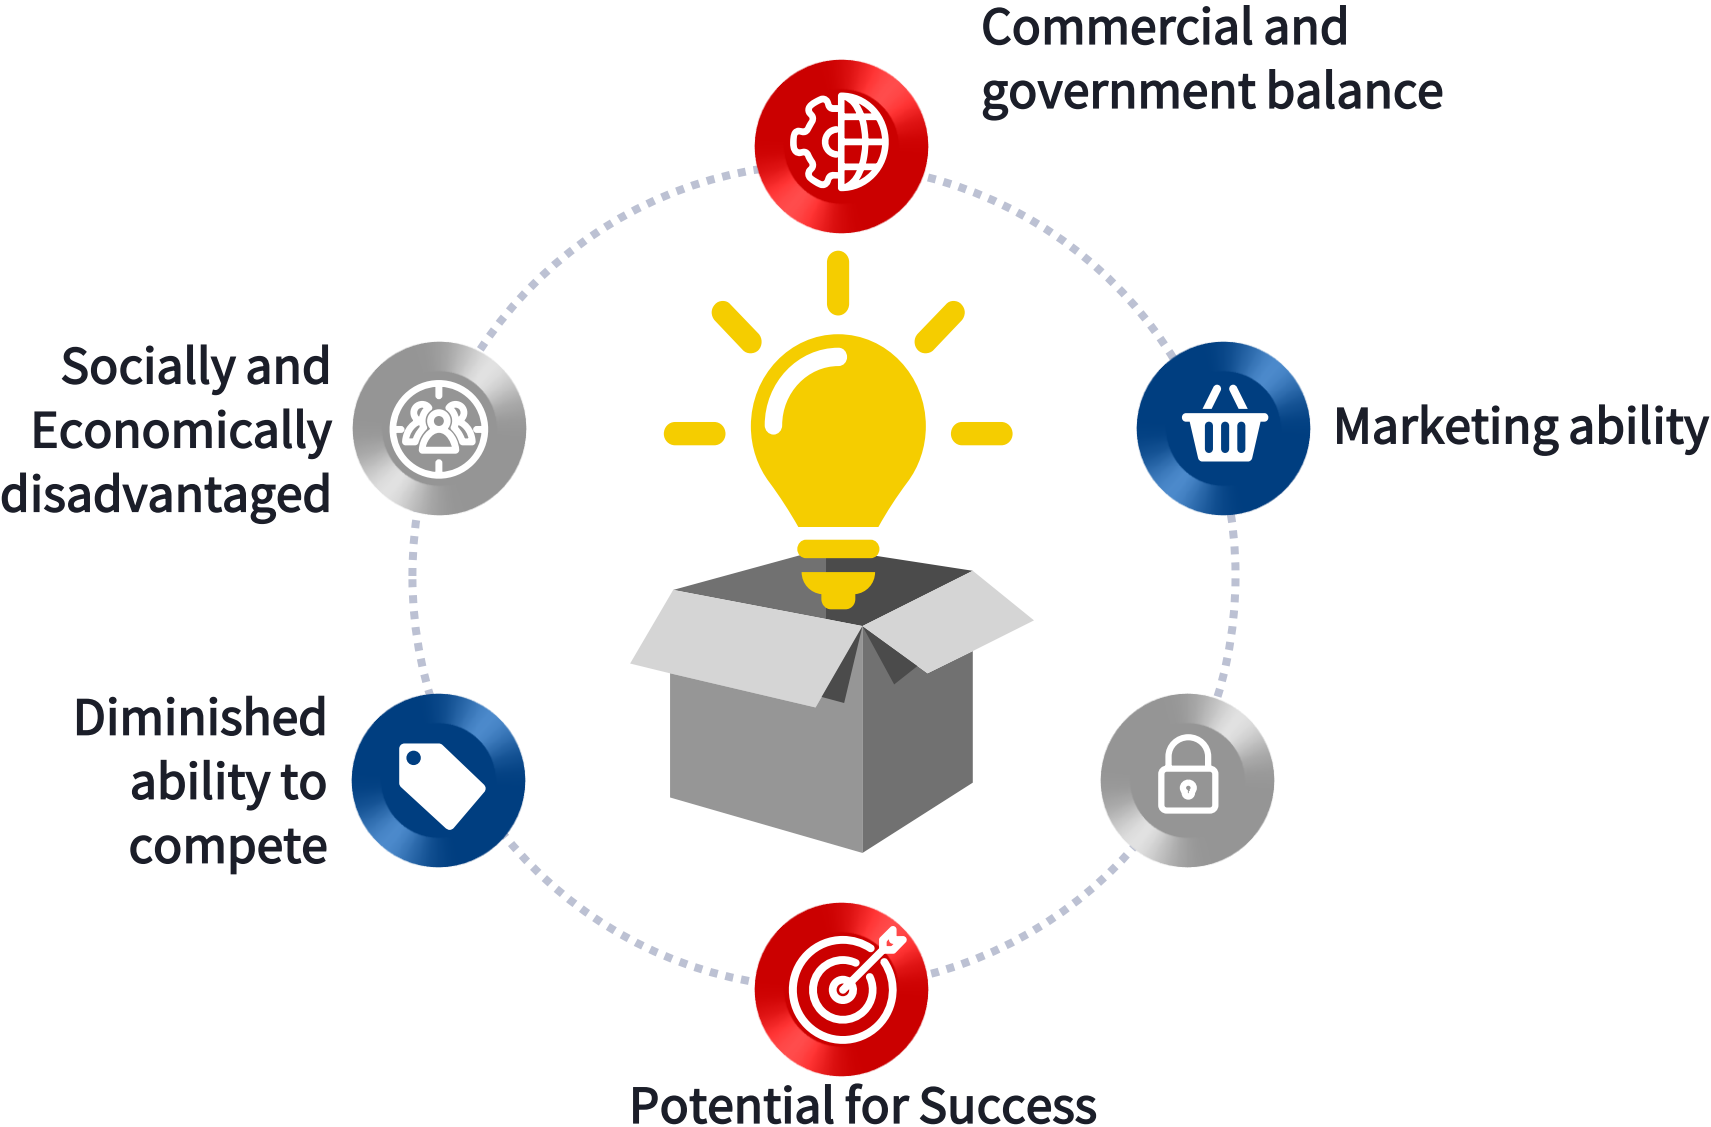 Commercial and
government balance
Socially and
Economically
disadvantaged
Marketing ability
Diminished
ability to
compete
Potential for Success